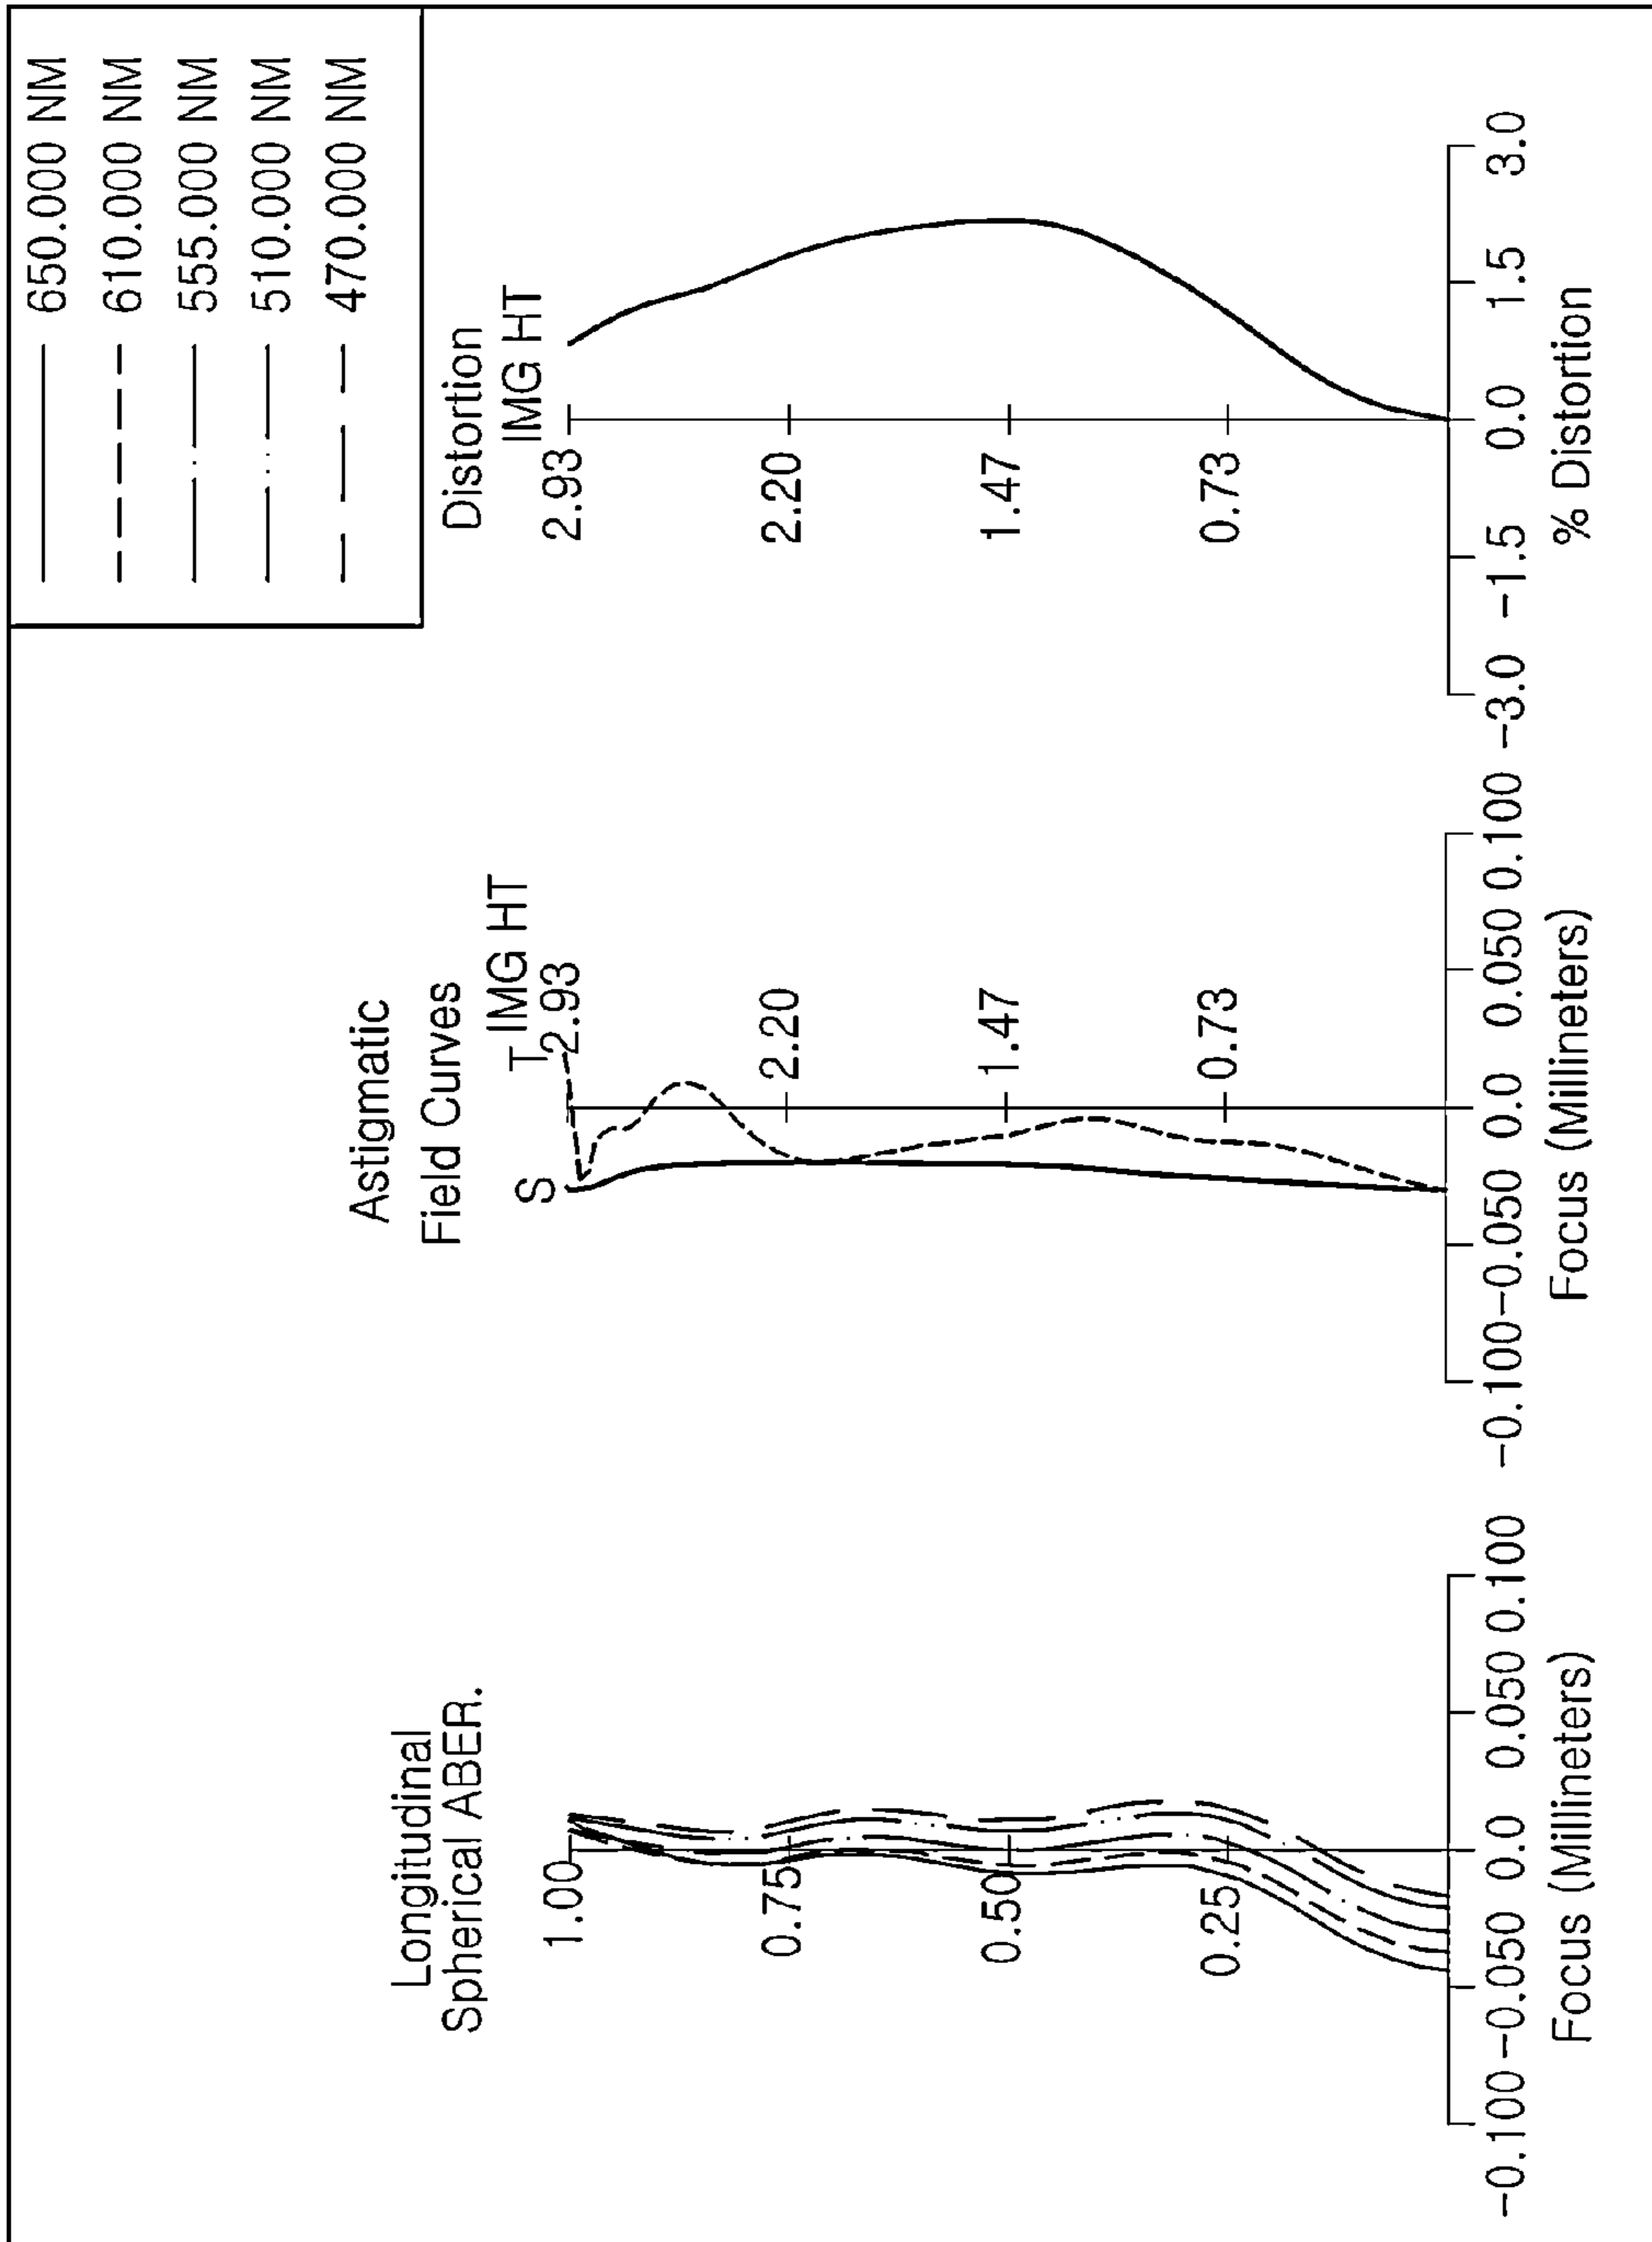 650.000 NM
610.000 NM
555.000 NM
510.000 NM
470.000 NM
Longitudinal
Spherical ABER.
1.00
0.75
0.50
0.25
-0.100 -0.050 0.0 0.050 0.100
Focus (Millineters)
Astigmatic
Field Curves
S T IMG HT
2.93
2.20
1.47
0.73
-0.100 -0.050 0.0 0.050 0.100
Focus (Millineters)
Distortion
IMG HT
2.93
2.20
1.47
0.73
-3.0 -1.5 0.0 1.5 3.0
% Distortion